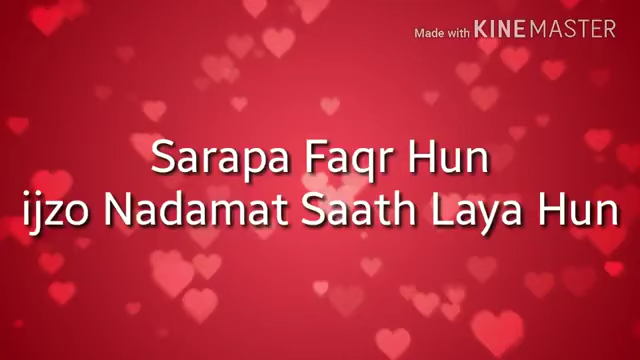 Made with KINEMASTER
Sarapa Faqr Hun
ijzo Nadamat Saath Laya Hun